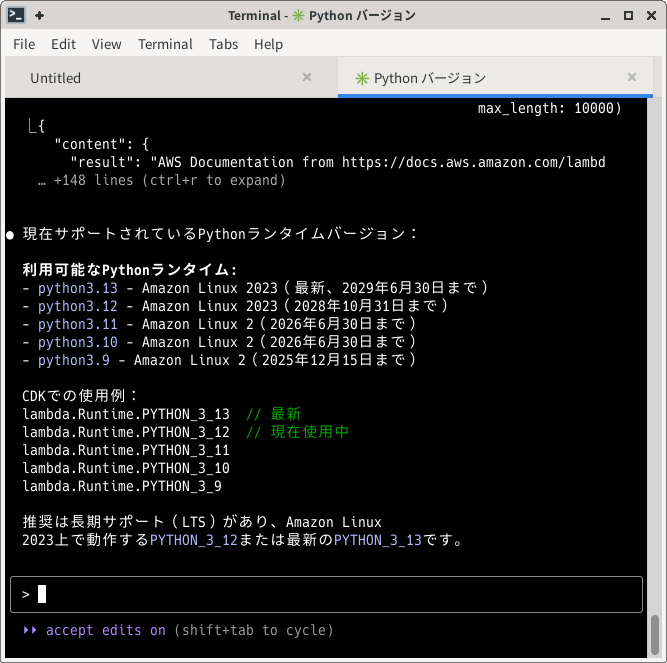 Terminal - ✳ Python バージョン
File Edit View Terminal Tabs Help
Untitled × ✳ Python バージョン ×
max_length: 10000)
⎿{
"content": {
"result": "AWS Documentation from https://docs.aws.amazon.com/lambd
… +148 lines (ctrl+r to expand)
● 現在サポートされているPythonランタイムバージョン：
利用可能なPythonランタイム:
- python3.13 - Amazon Linux 2023（最新、2029年6月30日まで）
- python3.12 - Amazon Linux 2023（2028年10月31日まで）
- python3.11 - Amazon Linux 2（2026年6月30日まで）
- python3.10 - Amazon Linux 2（2026年6月30日まで）
- python3.9 - Amazon Linux 2（2025年12月15日まで）
CDKでの使用例：
lambda.Runtime.PYTHON_3_13 // 最新
lambda.Runtime.PYTHON_3_12 // 現在使用中
lambda.Runtime.PYTHON_3_11
lambda.Runtime.PYTHON_3_10
lambda.Runtime.PYTHON_3_9
推奨は長期サポート（LTS）があり、Amazon Linux
2023上で動作するPYTHON_3_12または最新のPYTHON_3_13です。
>
⏵⏵ accept edits on (shift+tab to cycle)